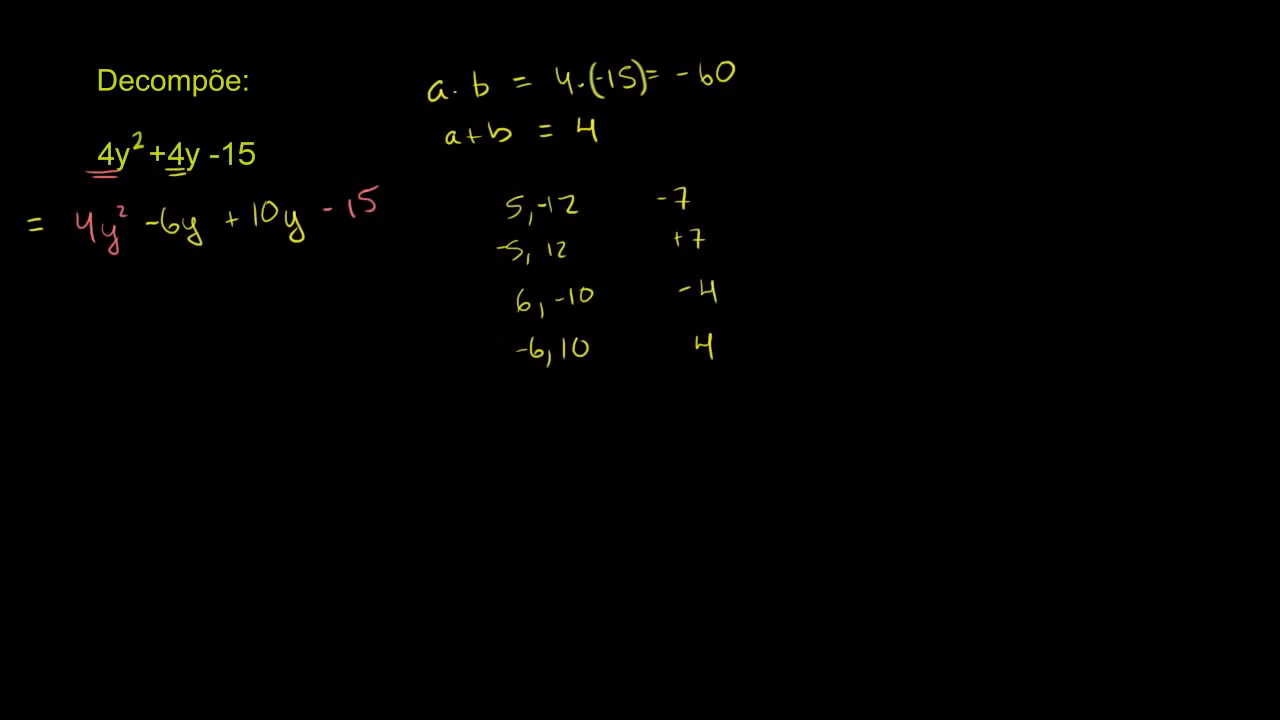 Decompõe:
4y² +4y -15
= 4y² -6y + 10y - 15
a · b = 4 · (-15) = -60
a + b = 4
5, -12 -7
-5, 12 +7
6, -10 -4
-6, 10 4